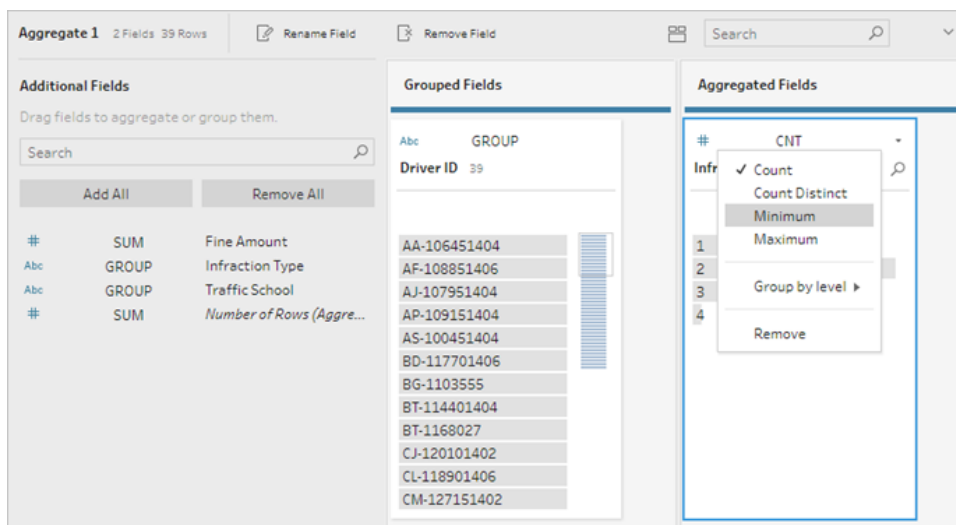 Aggregate 1 2 Fields 39 Rows Rename Field Remove Field Search
Additional Fields
Drag fields to aggregate or group them.
Search
Add All Remove All
# SUM Fine Amount
Abc GROUP Infraction Type
Abc GROUP Traffic School
# SUM Number of Rows (Aggre...
Grouped Fields
Abc GROUP
Driver ID 39
AA-106451404
AF-108851406
AJ-107951404
AP-109151404
AS-100451404
BD-117701406
BG-1103555
BT-114401404
BT-1168027
CJ-120101402
CL-118901406
CM-127151402
Aggregated Fields
# CNT
Infr
1
2
3
4
✓ Count
Count Distinct
Minimum
Maximum
Group by level
Remove